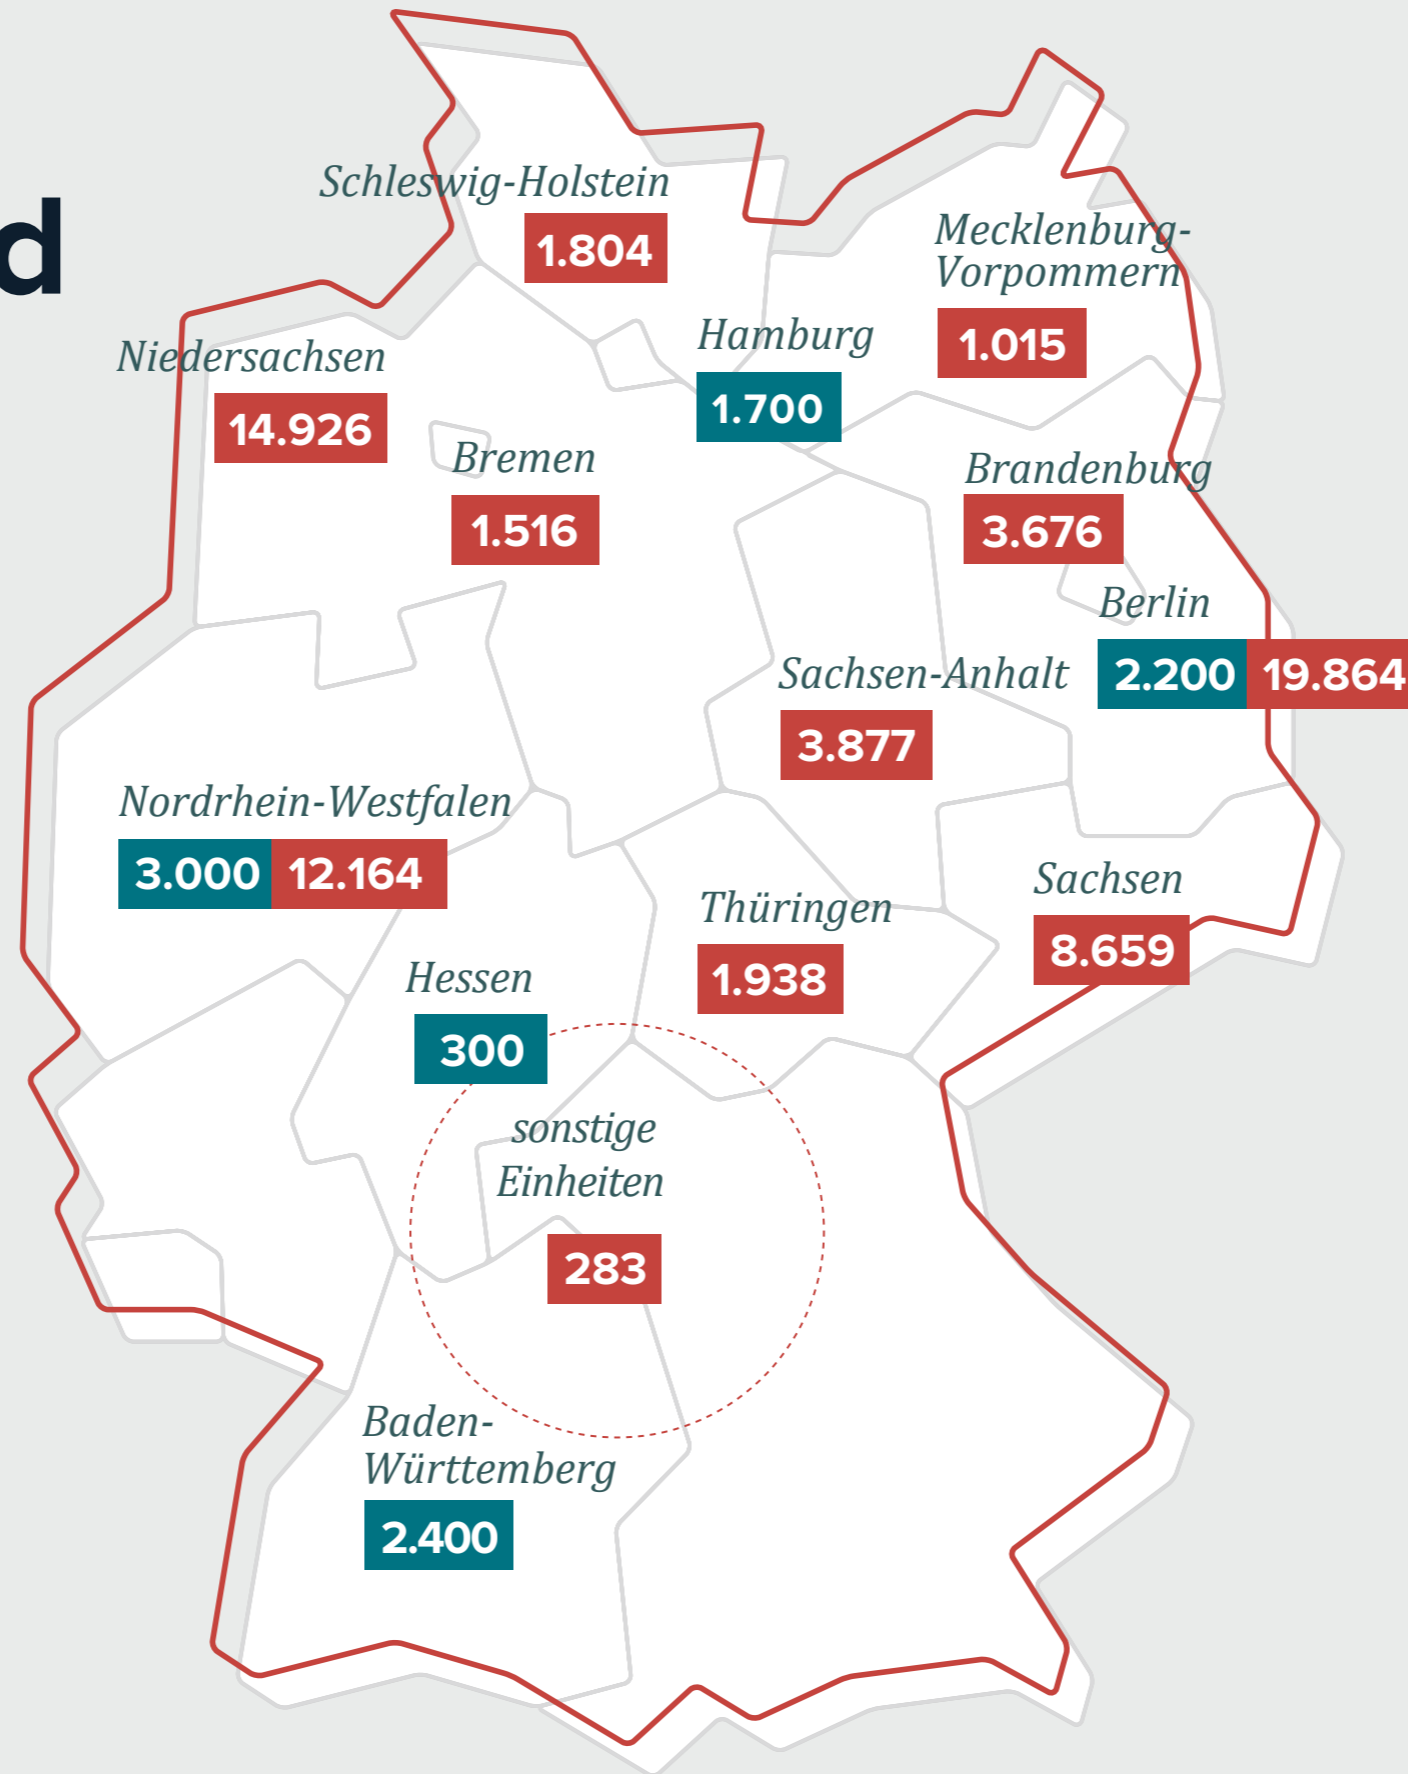 d
Schleswig-Holstein
1.804
Mecklenburg-
Vorpommern
1.015
Hamburg
1.700
Niedersachsen
14.926
Bremen
1.516
Brandenburg
3.676
Berlin
2.200 19.864
Sachsen-Anhalt
3.877
Nordrhein-Westfalen
3.000 12.164
Sachsen
8.659
Thüringen
1.938
Hessen
300
sonstige
Einheiten
283
Baden-
Württemberg
2.400